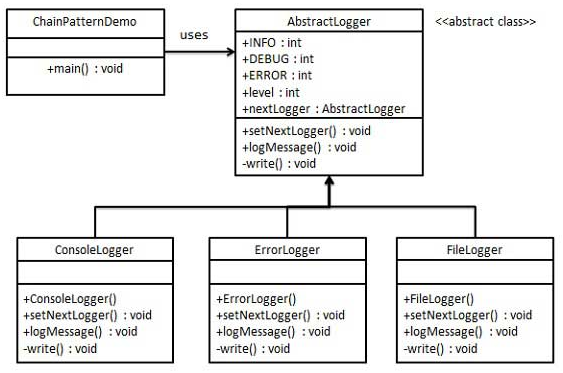 ChainPatternDemo
+main() : void
uses
AbstractLogger
<<abstract class>>
+INFO : int
+DEBUG : int
+ERROR : int
+level : int
+nextLogger : AbstractLogger
+setNextLogger() : void
+logMessage() : void
-write() : void
ConsoleLogger
+ConsoleLogger()
+setNextLogger() : void
+logMessage() : void
-write() : void
ErrorLogger
+ErrorLogger()
+setNextLogger() : void
+logMessage() : void
-write() : void
FileLogger
+FileLogger()
+setNextLogger() : void
+logMessage() : void
-write() : void